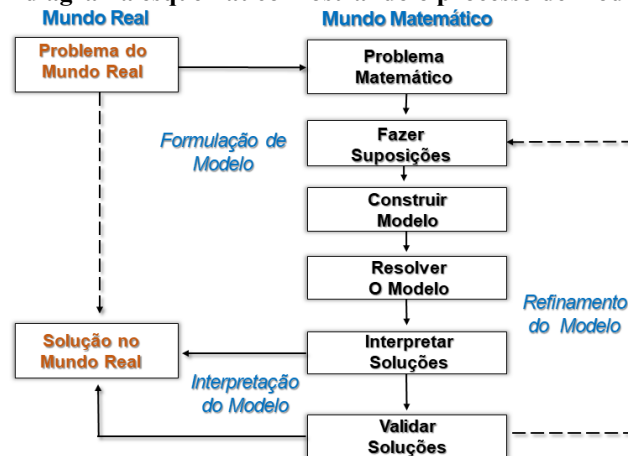 Mundo Real
Mundo Matemático
Problema do
Mundo Real
Problema
Matemático
Formulação de
Modelo
Fazer
Suposições
Construir
Modelo
Resolver
O Modelo
Refinamento
do Modelo
Solução no
Mundo Real
Interpretar
Soluções
Interpretação
do Modelo
Validar
Soluções